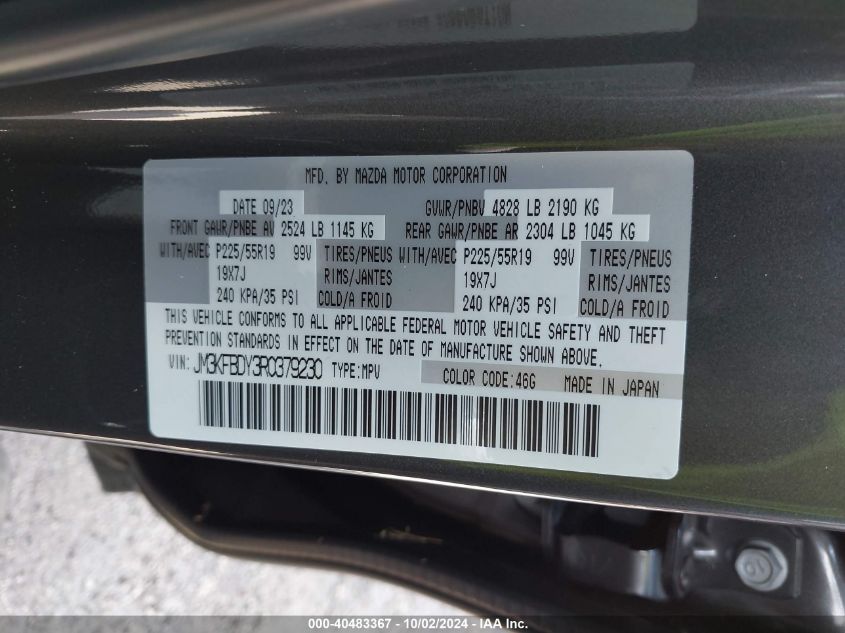 MFD. BY MAZDA MOTOR CORPORATION
DATE 09/23 GVWR/PNBV 4828 LB 2190 KG
FRONT GAWR/PNBE AV 2524 LB 1145 KG REAR GAWR/PNBE AR 2304 LB 1045 KG
WITH/AVEC P225/55R19 99V TIRES/PNEUS WITH/AVEC P225/55R19 99V TIRES/PNEUS
19X7J RIMS/JANTES 19X7J RIMS/JANTES
240 KPA/35 PSI COLD/A FROID 240 KPA/35 PSI COLD/A FROID
THIS VEHICLE CONFORMS TO ALL APPLICABLE FEDERAL MOTOR VEHICLE SAFETY AND THEFT
PREVENTION STANDARDS IN EFFECT ON THE DATE OF MANUFACTURE SHOWN ABOVE.
VIN: JM3KFBDY3R0379230 TYPE:MPV COLOR CODE:46G MADE IN JAPAN
10
000-40483367 - 10/02/2024 - IAA Inc.